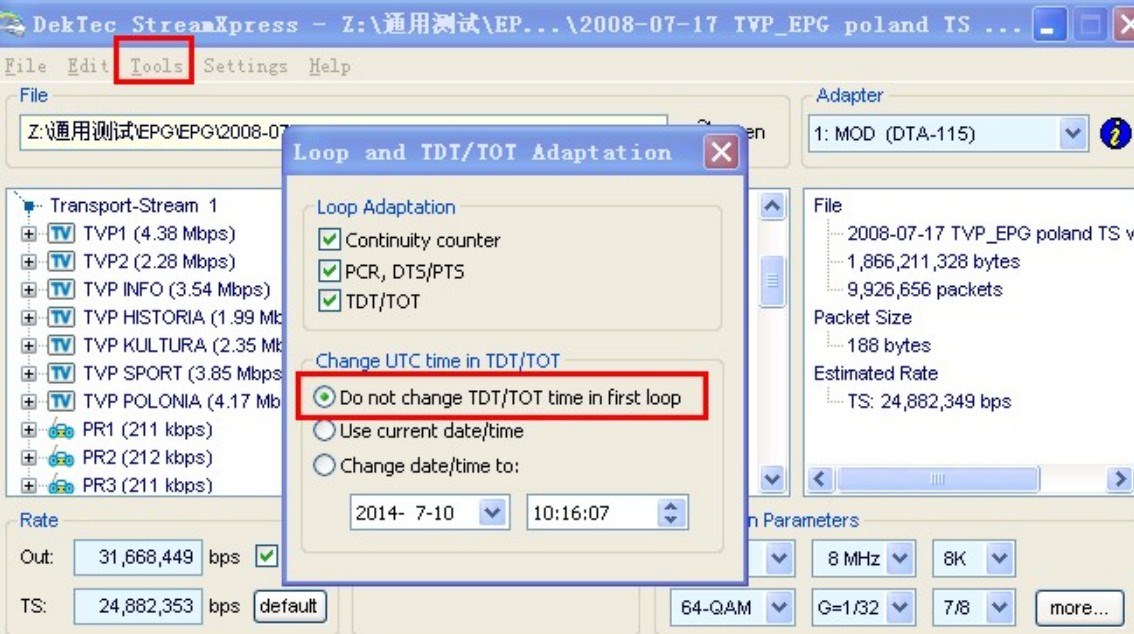 DekTec StreamXpress - Z:\通用测试\EP...\2008-07-17 TVP_EPG poland TS ...
File Edit Tools Settings Help
File
Z:\通用测试\EPG\EPG\2008-07
Adapter
1: MOD (DTA-115)
Loop and TDT/TOT Adaptation
Loop Adaptation
Continuity counter
PCR, DTS/PTS
TDT/TOT
Change UTC time in TDT/TOT
Do not change TDT/TOT time in first loop
Use current date/time
Change date/time to:
2014- 7-10 10:16:07
Transport-Stream 1
TV TVP1 (4.38 Mbps)
TV TVP2 (2.28 Mbps)
TV TVP INFO (3.54 Mbps)
TV TVP HISTORIA (1.99 Mb
TV TVP KULTURA (2.35 Mb
TV TVP SPORT (3.85 Mbps
TV TVP POLONIA (4.17 Mb
PR1 (211 kbps)
PR2 (212 kbps)
PR3 (211 kbps)
File
2008-07-17 TVP_EPG poland TS v
1,866,211,328 bytes
9,926,656 packets
Packet Size
188 bytes
Estimated Rate
TS: 24,882,349 bps
Rate
Out: 31,668,449 bps
TS: 24,882,353 bps default
n Parameters
8 MHz 8K
64-QAM G=1/32 7/8 more...